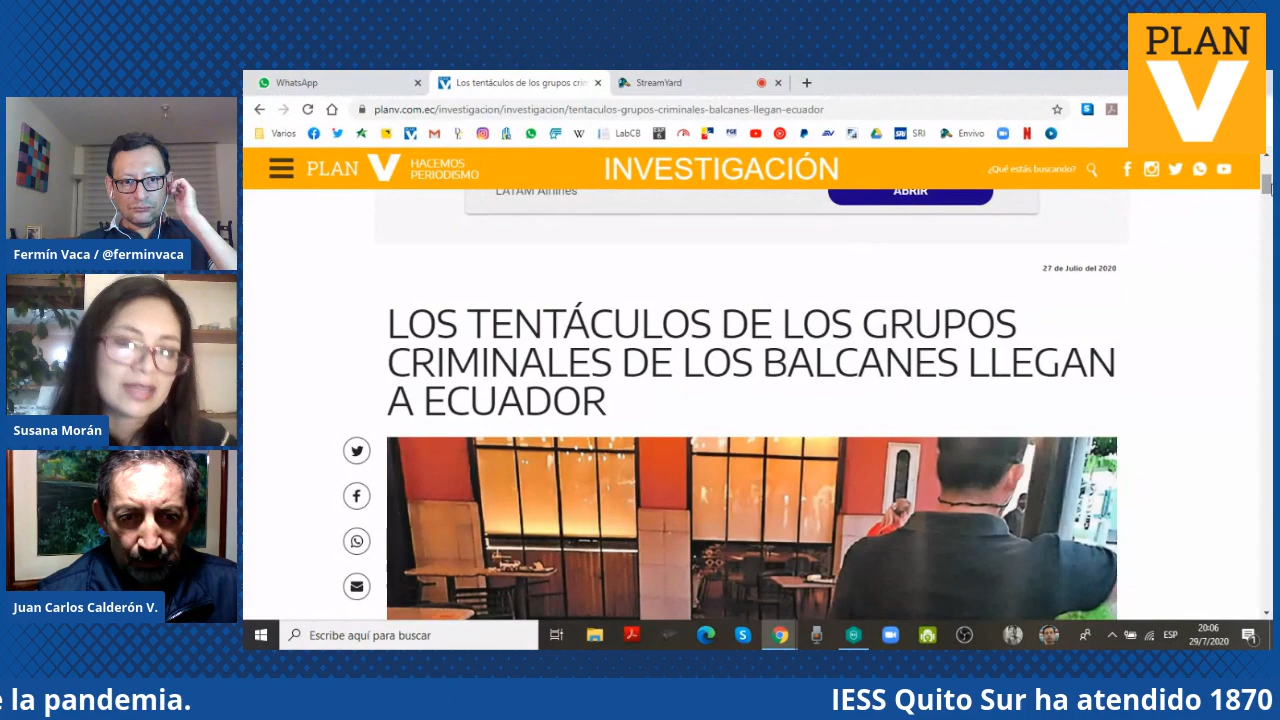 PLAN
V
WhatsApp
Los tentáculos de los grupos crim
StreamYard
planv.com.ec/investigacion/investigacion/tentaculos-grupos-criminales-balcanes-llegan-ecuador
Varios
LabCB
SRI
Envivo
PLAN V HACEMOS PERIODISMO
INVESTIGACIÓN
¿Qué estás buscando?
LATAM Airlines
ABRIR
27 de Julio del 2020
LOS TENTÁCULOS DE LOS GRUPOS
CRIMINALES DE LOS BALCANES LLEGAN
A ECUADOR
Fermín Vaca / @ferminvaca
Susana Morán
Juan Carlos Calderón V.
Escribe aquí para buscar
ESP
20:06
29/7/2020
e la pandemia.
IESS Quito Sur ha atendido 1870